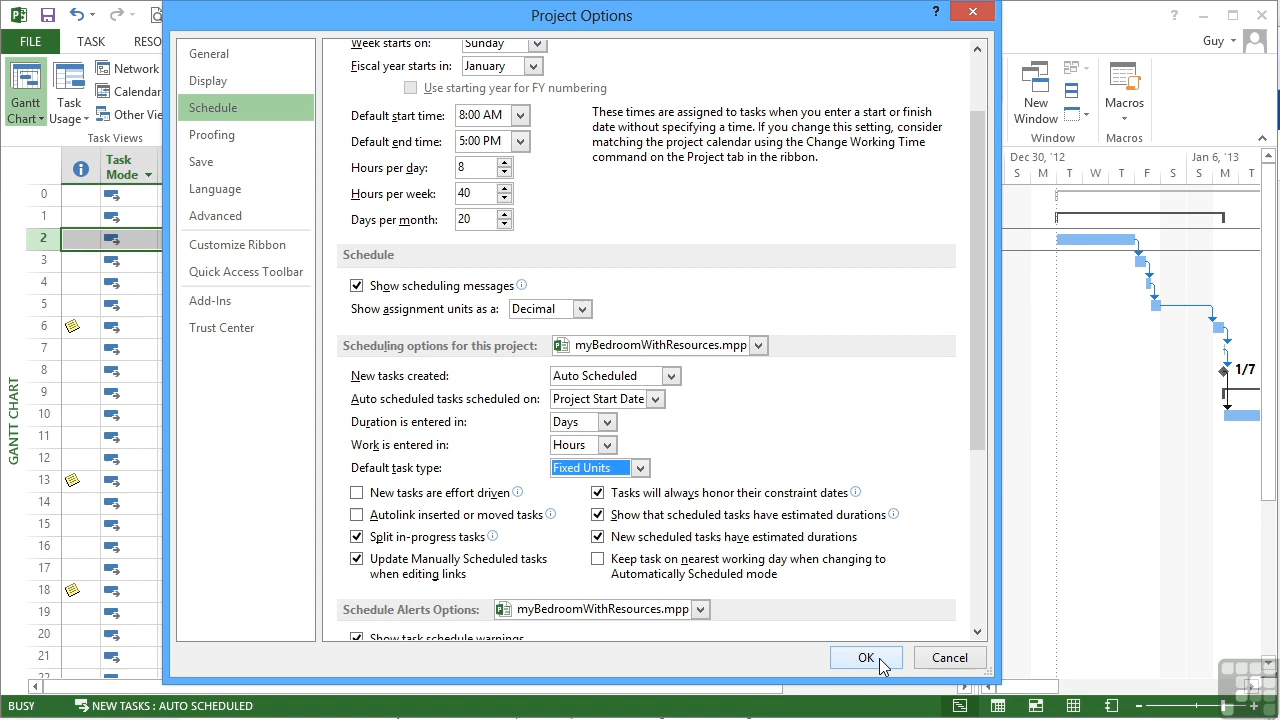 Project Options
?
?
FILE
TASK
RESO
Guy
Gantt
Chart
Task
Usage
Network
Calendar
Other Vie
Task Views
New
Window
Window
Macros
Macros
General
Display
Schedule
Proofing
Save
Language
Advanced
Customize Ribbon
Quick Access Toolbar
Add-Ins
Trust Center
Week starts on: Sunday
Fiscal year starts in: January
Use starting year for FY numbering
Default start time: 8:00 AM
Default end time: 5:00 PM
Hours per day: 8
Hours per week: 40
Days per month: 20
These times are assigned to tasks when you enter a start or finish
date without specifying a time. If you change this setting, consider
matching the project calendar using the Change Working Time
command on the Project tab in the ribbon.
Schedule
Show scheduling messages
Show assignment units as a: Decimal
Scheduling options for this project: myBedroomWithResources.mpp
New tasks created: Auto Scheduled
Auto scheduled tasks scheduled on: Project Start Date
Duration is entered in: Days
Work is entered in: Hours
Default task type: Fixed Units
New tasks are effort driven
Autolink inserted or moved tasks
Split in-progress tasks
Update Manually Scheduled tasks
when editing links
Tasks will always honor their constraint dates
Show that scheduled tasks have estimated durations
New scheduled tasks have estimated durations
Keep task on nearest working day when changing to
Automatically Scheduled mode
Schedule Alerts Options: myBedroomWithResources.mpp
Show task schedule warnings
OK
Cancel
Task
Mode
0
1
2
3
4
5
6
7
8
9
10
11
12
13
14
15
16
17
18
19
20
21
22
GANTT CHART
Dec 30, '12
Jan 6, '13
S M T W T F S S M T
1/7
BUSY
NEW TASKS : AUTO SCHEDULED